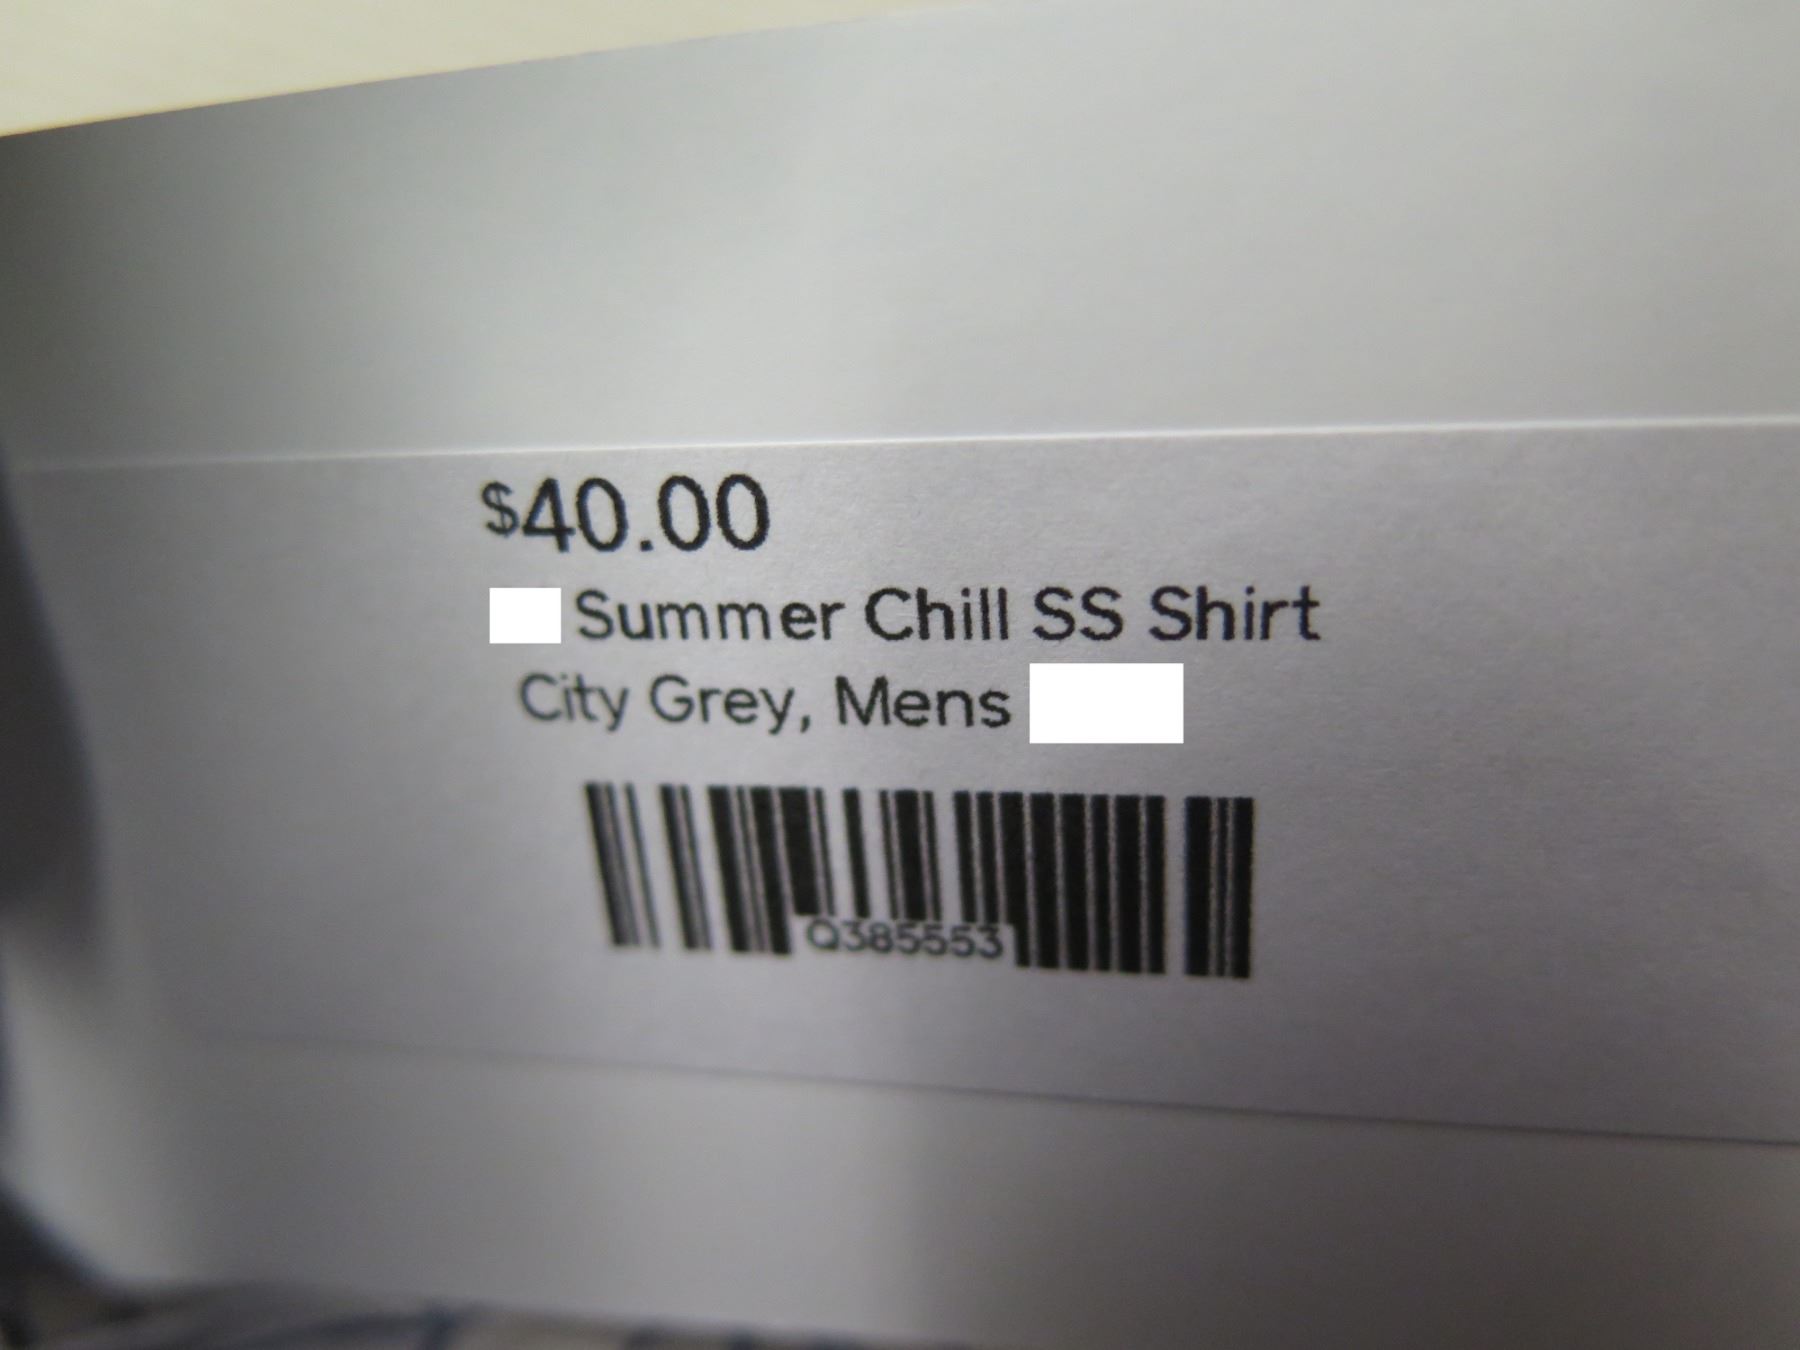 $40.00
Summer Chill SS Shirt
City Grey, Mens
Q385553